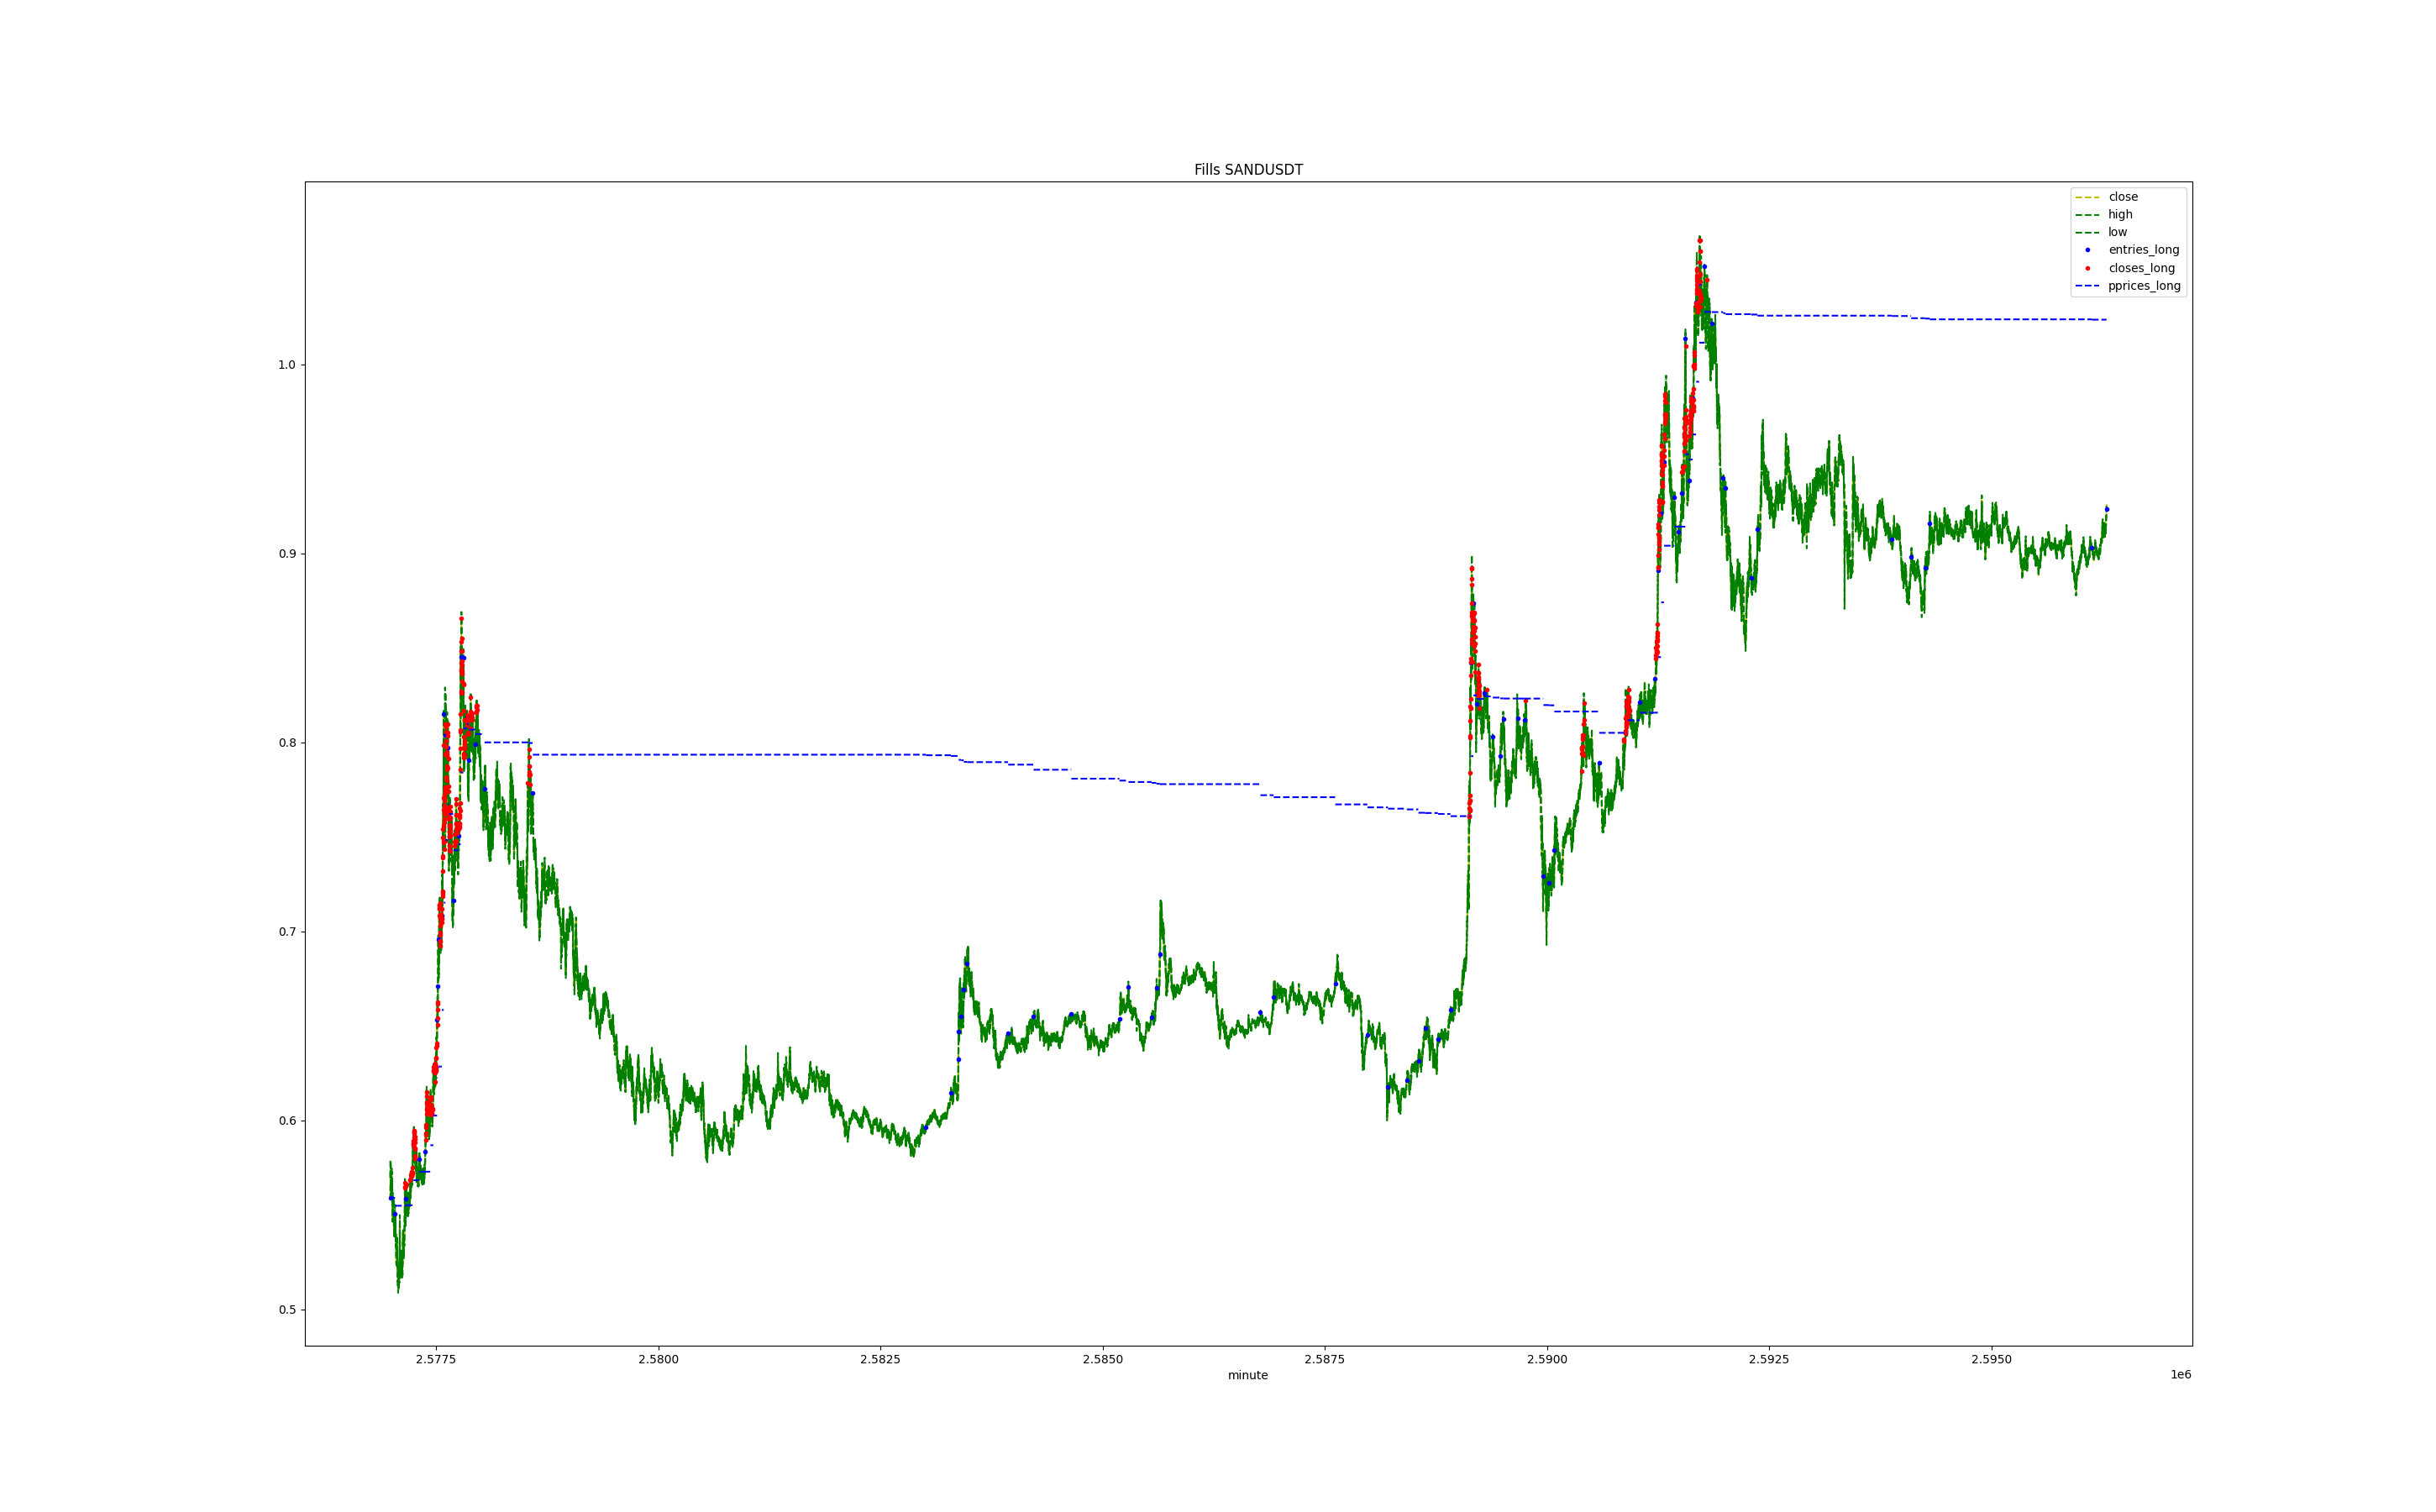 Fills SANDUSDT
close
high
low
entries_long
closes_long
pprices_long
1.0
0.9
0.8
0.7
0.6
0.5
2.5775
2.5800
2.5825
2.5850
2.5875
2.5900
2.5925
2.5950
minute
1e6